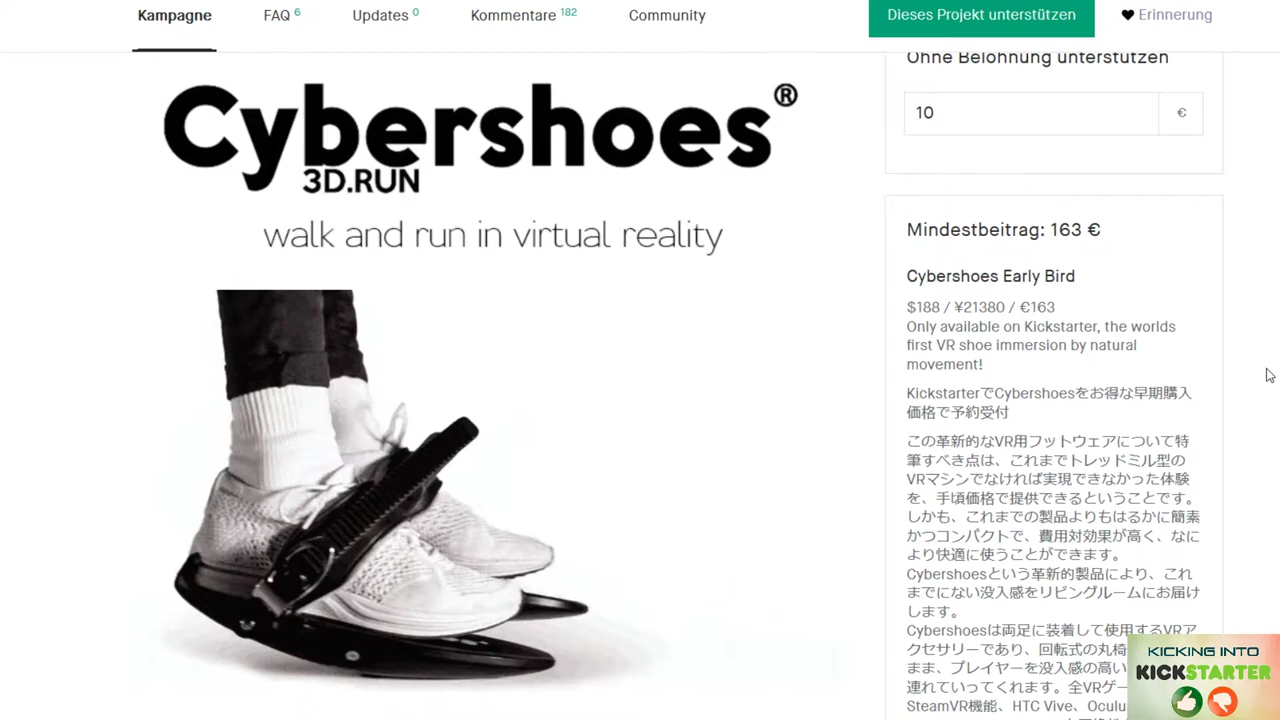 Kampagne
FAQ 6
Updates 0
Kommentare 182
Community
Dieses Projekt unterstützen
Erinnerung
Cybershoes®
3D.RUN
walk and run in virtual reality
Ohne Belohnung unterstützen
10 €
Mindestbeitrag: 163 €
Cybershoes Early Bird
$188 / ¥21380 / €163
Only available on Kickstarter, the worlds
first VR shoe immersion by natural
movement!
KickstarterでCybershoesをお得な早期購入
価格で予約受付
この革新的なVR用フットウェアについて特
筆すべき点は、これまでトレッドミル型の
VRマシンでなければ実現できなかった体験
を、手頃価格で提供できるということです。
しかも、これまでの製品よりもはるかに簡素
かつコンパクトで、費用対効果が高く、なに
より快適に使うことができます。
Cybershoesという革新的製品により、これ
までにない没入感をリビングルームにお届け
します。
Cybershoesは両足に装着して使用するVRア
クセサリーであり、回転式の丸椅
まま、プレイヤーを没入感の高い
連れていってくれます。全VRゲー
SteamVR機能、HTC Vive、Oculu
KICKING INTO
KICKSTARTER